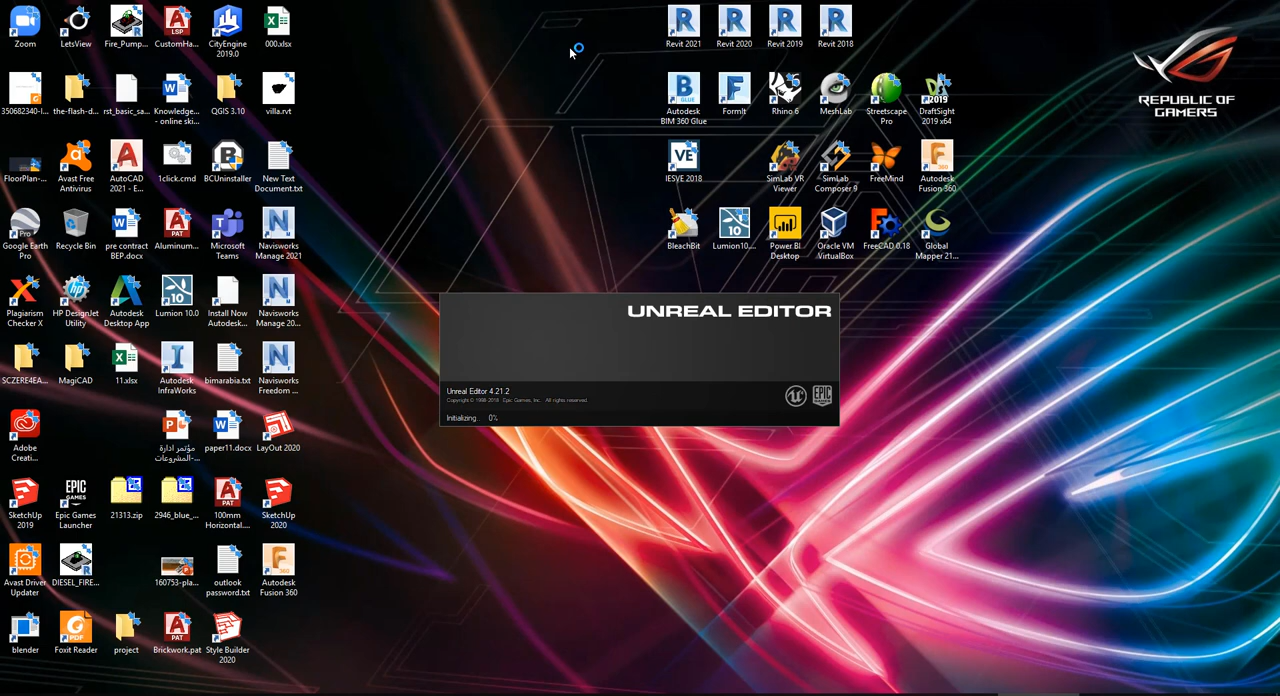 Zoom
LetsView
Fire_Pump...
CustomHa...
CityEngine
2019.0
000.xlsx
Revit 2021
Revit 2020
Revit 2019
Revit 2018
REPUBLIC OF
GAMERS
350682340-l...
the-flash-d...
rst_basic_sa...
Knowledge
- online ski...
QGIS 3.10
villa.rvt
Autodesk
BIM 360 Glue
FormIt
Rhino 6
MeshLab
Streetscape
Pro
DraftSight
2019 x64
FloorPlan-...
Avast Free
Antivirus
AutoCAD
2021 - E...
1click.cmd
BCUninstaller
New Text
Document.txt
IESVE 2018
SimLab VR
Viewer
SimLab
Composer 9
FreeMind
Autodesk
Fusion 360
Google Earth
Pro
Recycle Bin
pre contract
BEP.docx
Aluminum...
Microsoft
Teams
Navisworks
Manage 2021
BleachBit
Lumion10....
Power BI
Desktop
Oracle VM
VirtualBox
FreeCAD 0.18
Global
Mapper 21...
Plagiarism
Checker X
HP DesignJet
Utility
Autodesk
Desktop App
Lumion 10.0
Install Now
Autodesk...
Navisworks
Manage 20...
UNREAL EDITOR
Unreal Editor 4.21.2
Copyright © 1998-2018 Epic Games, Inc. All rights reserved
Initializing... 0%
SCZERE4EA...
MagiCAD
11.xlsx
Autodesk
InfraWorks
bimarabia.txt
Navisworks
Freedom ...
Adobe
Creati...
مؤتمر ادارة
المشروعات-...
paper11.docx
LayOut 2020
SketchUp
2019
Epic Games
Launcher
21313.zip
2946_blue_...
100mm
Horizontal....
SketchUp
2020
Avast Driver
Updater
DIESEL_FIRE...
160753-pla...
outlook
password.txt
Autodesk
Fusion 360
blender
Foxit Reader
project
Brickwork.pat
Style Builder
2020